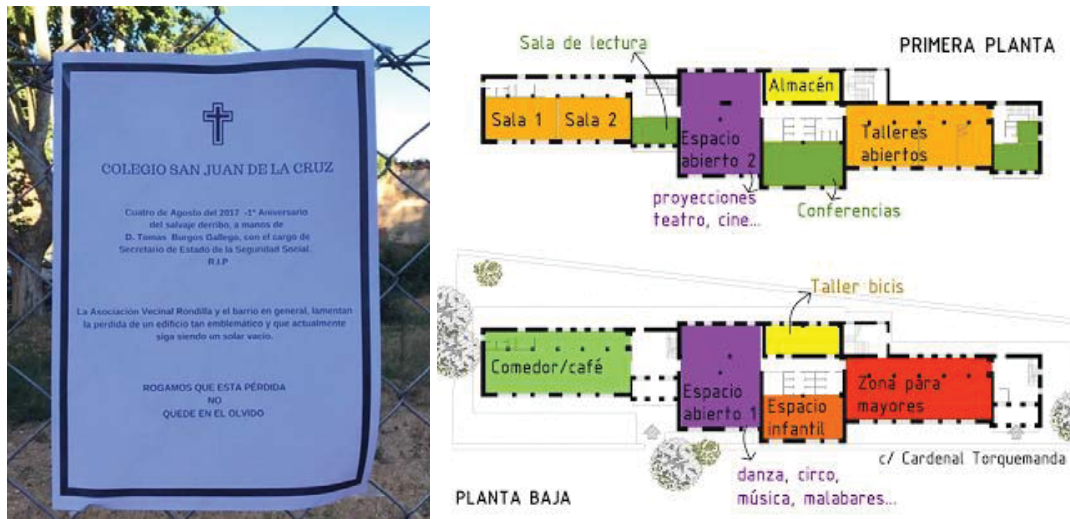 COLEGIO SAN JUAN DE LA CRUZ
Cuatro de Agosto del 2017 -1º Aniversario
del salvaje derribo, a manos de
D. Tomas Burgos Gallego, con el cargo de
Secretario de Estado de la Seguridad Social.
R.I.P
La Asociación Vecinal Rondilla y el barrio en general, lamentan
la perdida de un edificio tan emblemático y que actualmente
siga siendo un solar vacío.
ROGAMOS QUE ESTA PÉRDIDA
NO
QUEDE EN EL OLVIDO
PRIMERA PLANTA
Sala de lectura
Almacén
Sala 1
Sala 2
Espacio
abierto 2
Talleres
abiertos
proyecciones
teatro, cine...
Conferencias
Taller bicis
Comedor/café
Espacio
abierto 1
Espacio
infantil
Zona para
mayores
c/ Cardenal Torquemanda
danza, circo,
música, malabares...
PLANTA BAJA